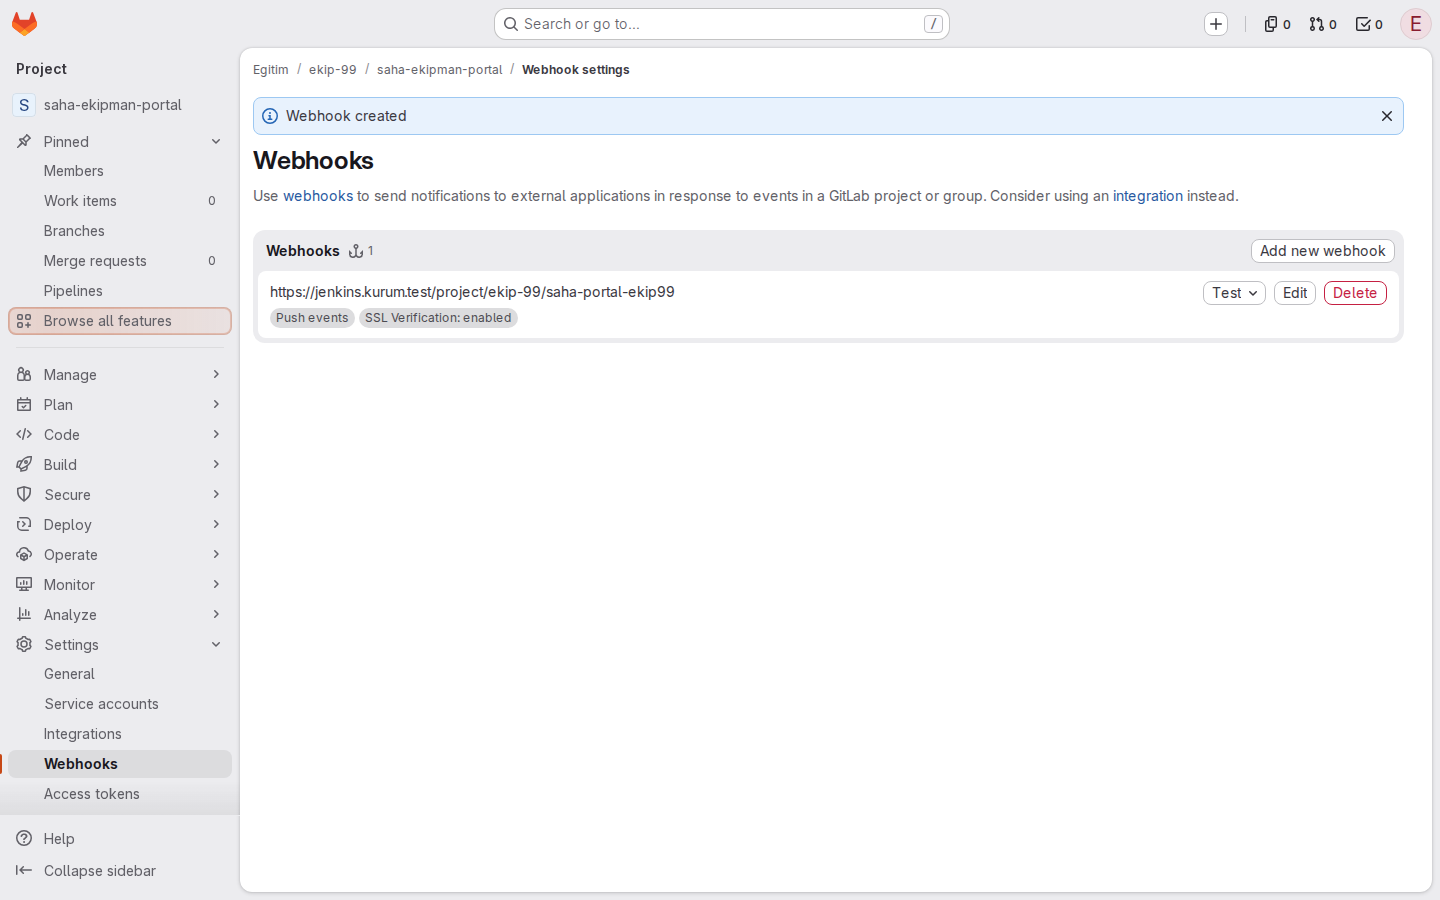 Search or go to...
/
0
0
0
E
Project
S saha-ekipman-portal
Pinned
Members
Work items 0
Branches
Merge requests 0
Pipelines
Browse all features
Manage
Plan
Code
Build
Secure
Deploy
Operate
Monitor
Analyze
Settings
General
Service accounts
Integrations
Webhooks
Access tokens
Help
Collapse sidebar
Egitim / ekip-99 / saha-ekipman-portal / Webhook settings
Webhook created
Webhooks
Use webhooks to send notifications to external applications in response to events in a GitLab project or group. Consider using an integration instead.
Webhooks 1
Add new webhook
https://jenkins.kurum.test/project/ekip-99/saha-portal-ekip99
Test Edit Delete
Push events SSL Verification: enabled